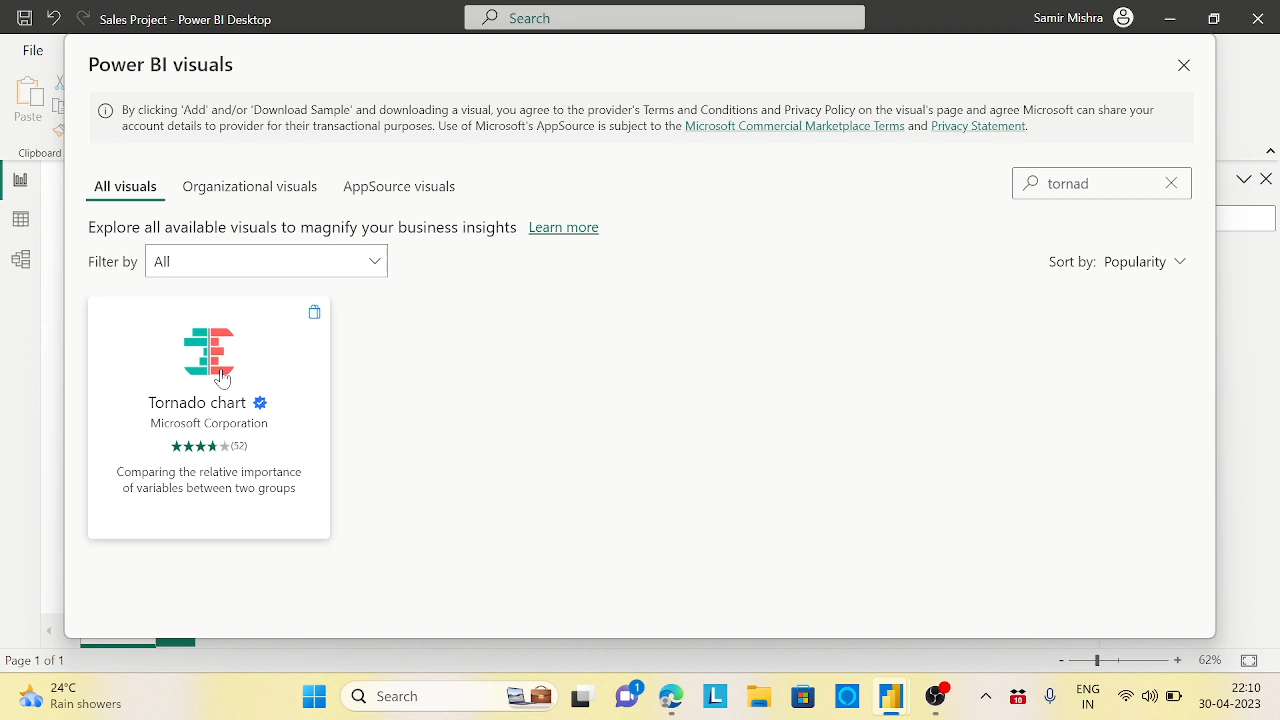 Sales Project - Power BI Desktop
Search
Samir Mishra
File
Paste
Clipboard
Power BI visuals
By clicking 'Add' and/or 'Download Sample' and downloading a visual, you agree to the provider's Terms and Conditions and Privacy Policy on the visual's page and agree Microsoft can share your
account details to provider for their transactional purposes. Use of Microsoft's AppSource is subject to the Microsoft Commercial Marketplace Terms and Privacy Statement.
All visuals
Organizational visuals
AppSource visuals
tornad
Explore all available visuals to magnify your business insights Learn more
Filter by All
Sort by: Popularity
Tornado chart
Microsoft Corporation
(52)
Comparing the relative importance
of variables between two groups
Page 1 of 1
- + 62%
24°C
Rain showers
Search
1
L
10
ENG
IN
22:10
30-04-2023